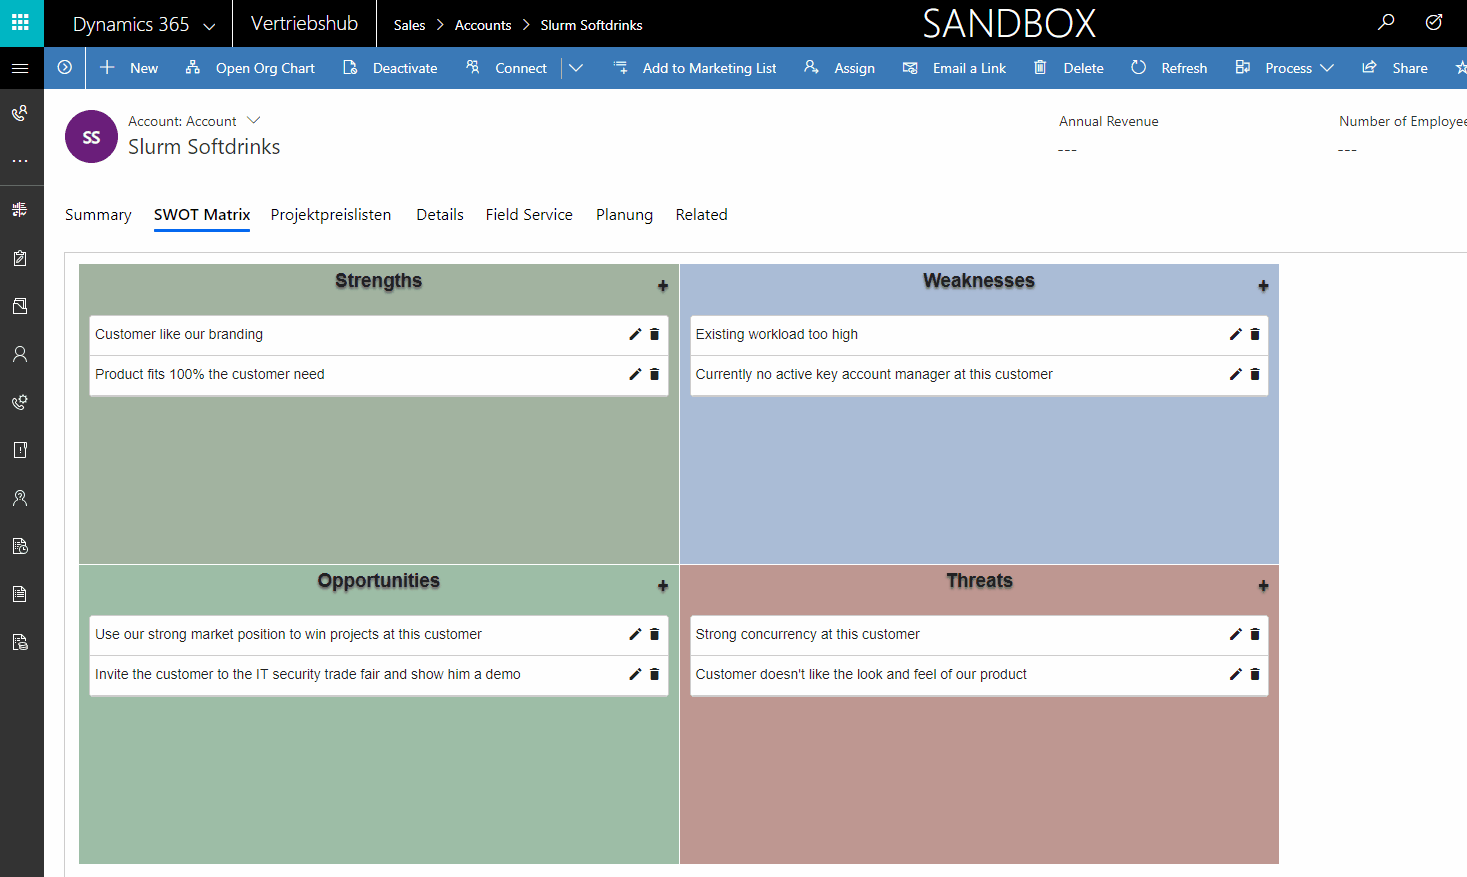 Dynamics 365 Vertriebshub Sales > Accounts > Slurm Softdrinks SANDBOX
New Open Org Chart Deactivate Connect Add to Marketing List Assign Email a Link Delete Refresh Process Share
SS
Account: Account
Slurm Softdrinks
Annual Revenue
---
Number of Employee
---
Summary SWOT Matrix Projektpreislisten Details Field Service Planung Related
Strengths +
Customer like our branding
Product fits 100% the customer need
Weaknesses +
Existing workload too high
Currently no active key account manager at this customer
Opportunities +
Use our strong market position to win projects at this customer
Invite the customer to the IT security trade fair and show him a demo
Threats +
Strong concurrency at this customer
Customer doesn't like the look and feel of our product